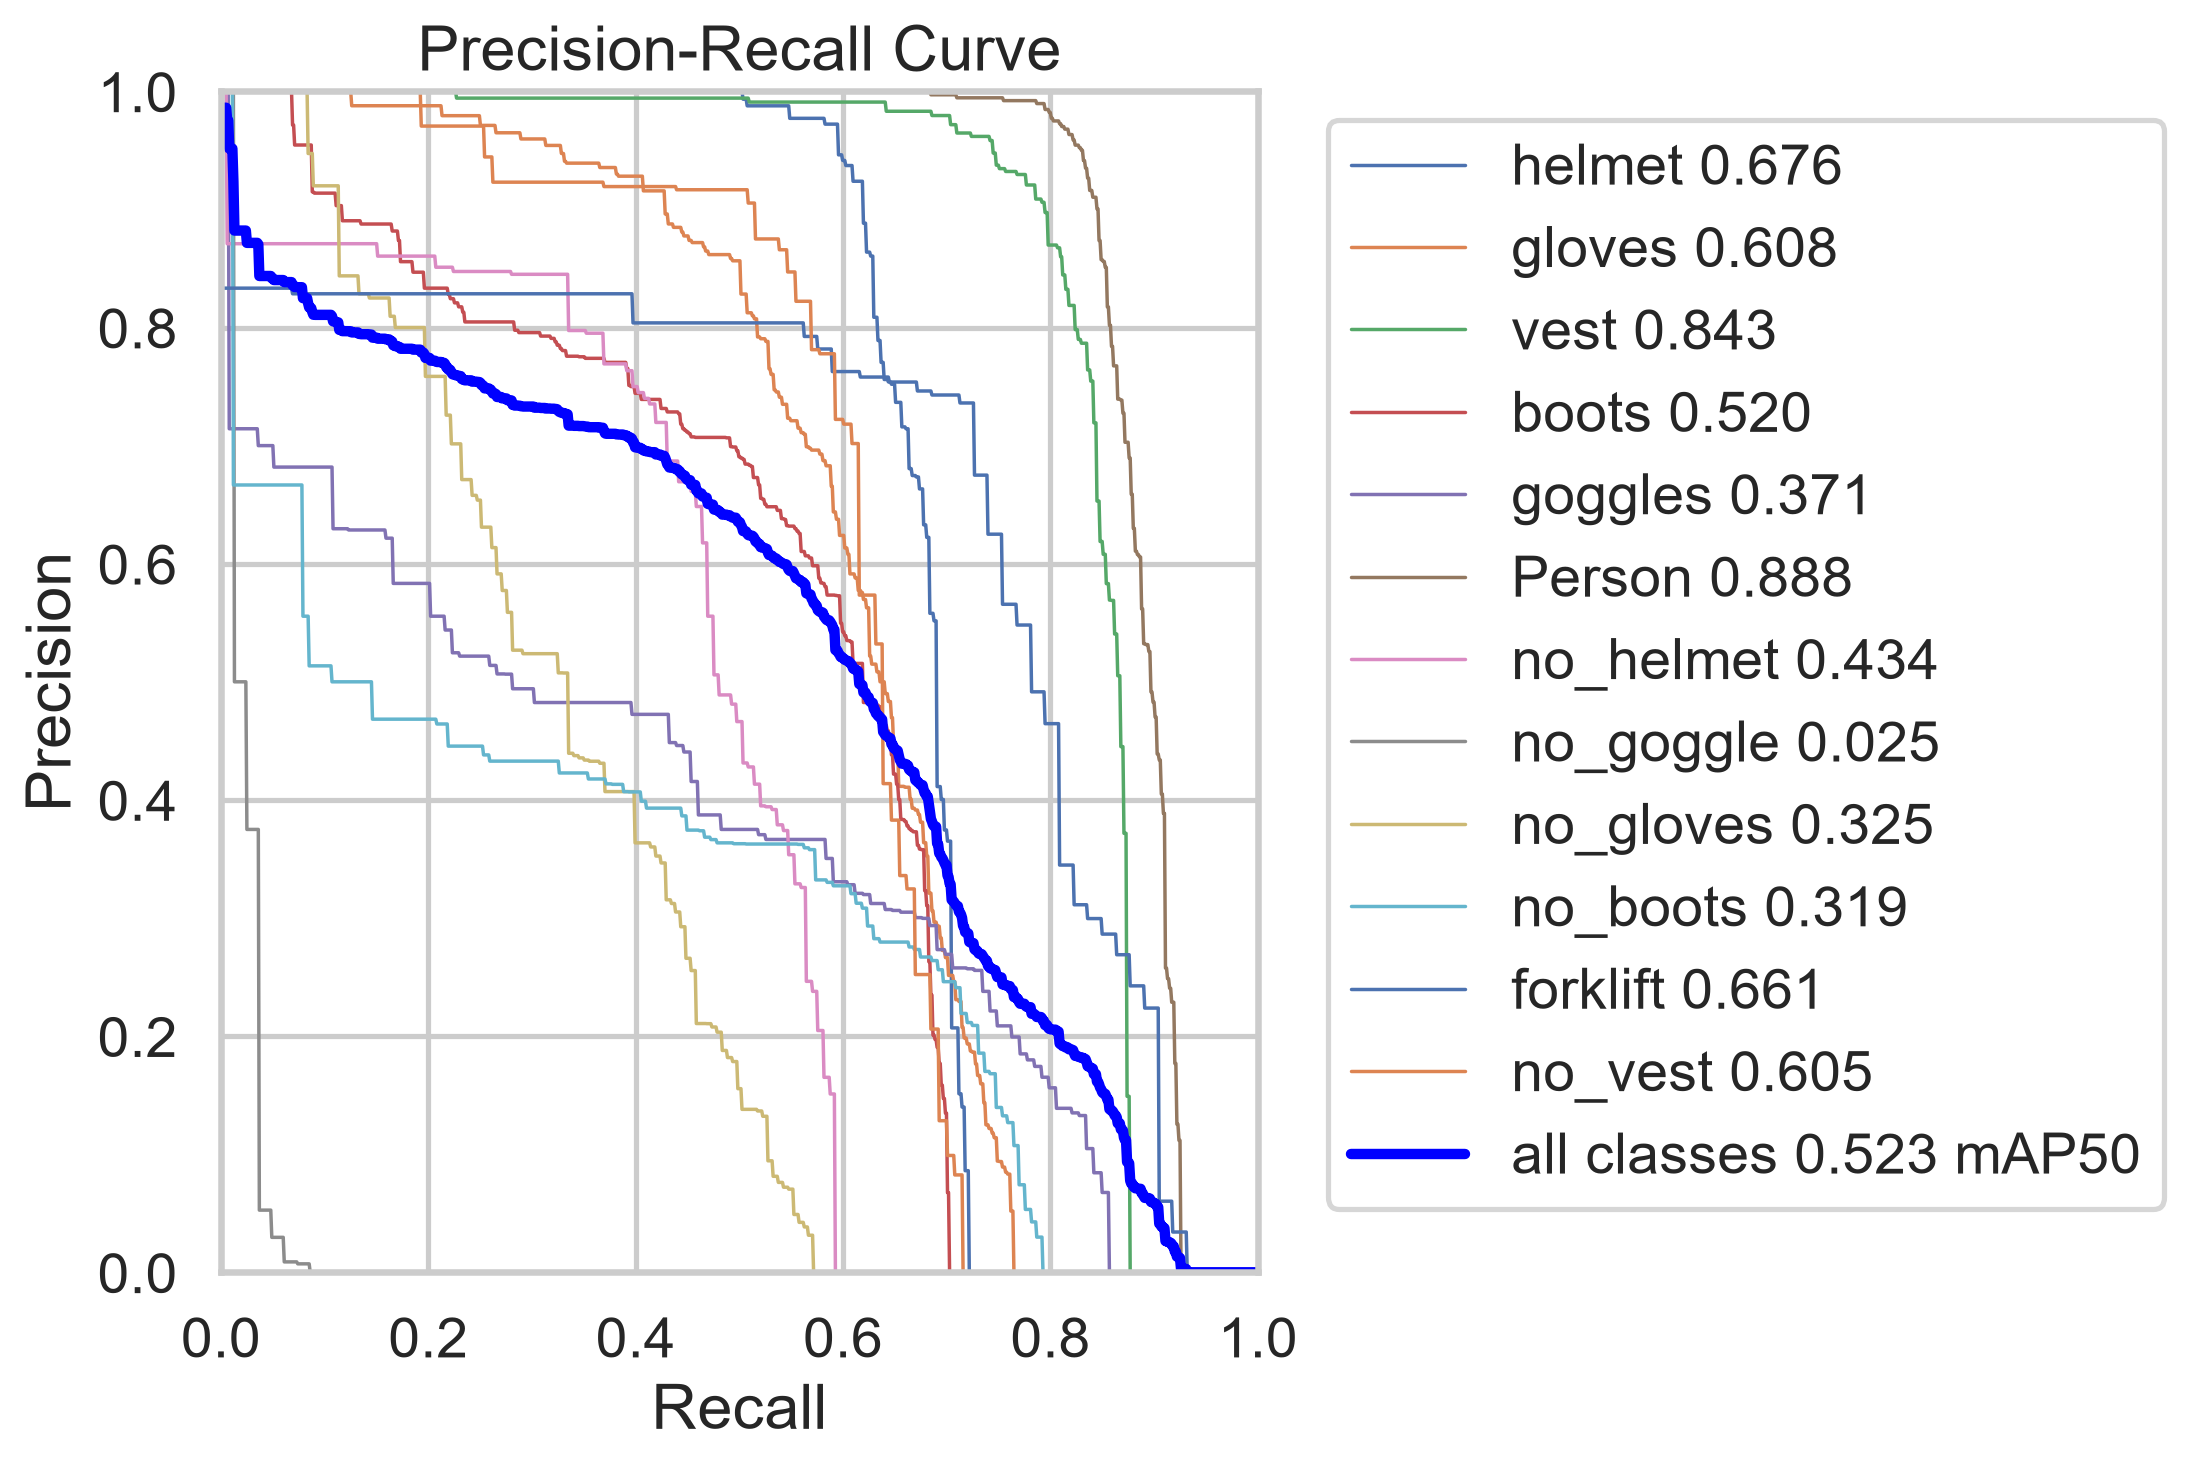 Precision-Recall Curve
1.0
0.8
0.6
0.4
0.2
0.0
Precision
0.0 0.2 0.4 0.6 0.8 1.0
Recall
helmet 0.676
gloves 0.608
vest 0.843
boots 0.520
goggles 0.371
Person 0.888
no_helmet 0.434
no_goggle 0.025
no_gloves 0.325
no_boots 0.319
forklift 0.661
no_vest 0.605
all classes 0.523 mAP50